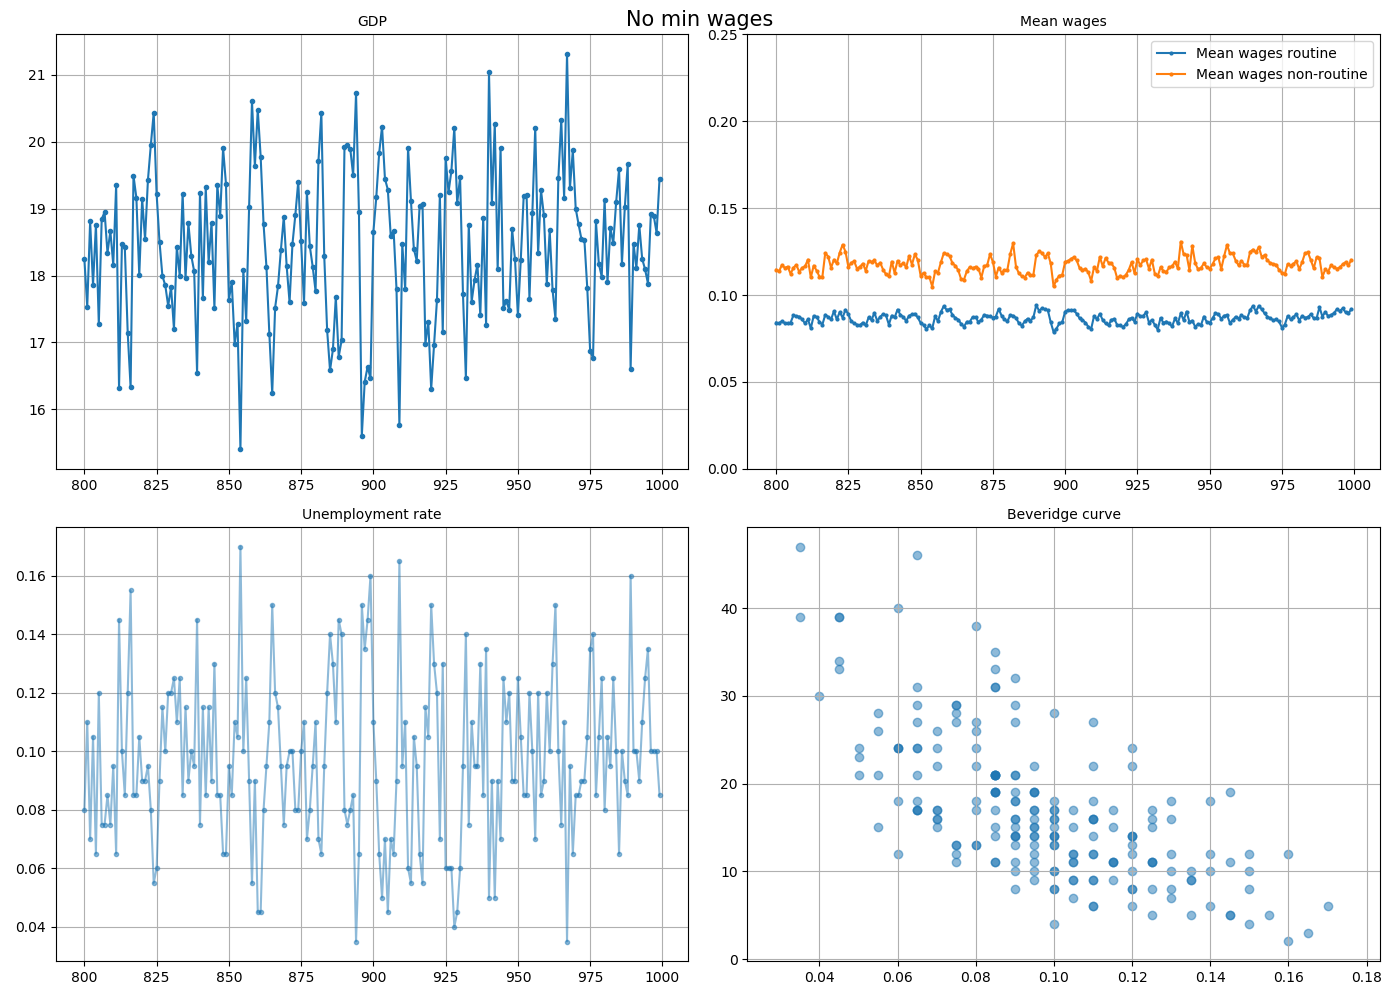 No min wages
GDP
21
20
19
18
17
16
800 825 850 875 900 925 950 975 1000
Mean wages
Mean wages routine
Mean wages non-routine
0.25
0.20
0.15
0.10
0.05
0.00
800 825 850 875 900 925 950 975 1000
Unemployment rate
0.16
0.14
0.12
0.10
0.08
0.06
0.04
800 825 850 875 900 925 950 975 1000
Beveridge curve
40
30
20
10
0
0.04 0.06 0.08 0.10 0.12 0.14 0.16 0.18